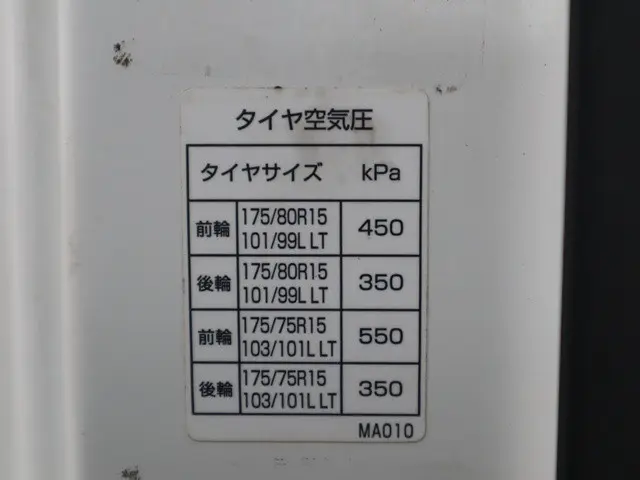 タイヤ空気圧
タイヤサイズ kPa
前輪 175/80R15 101/99L LT 450
後輪 175/80R15 101/99L LT 350
前輪 175/75R15 103/101L LT 550
後輪 175/75R15 103/101L LT 350
MA010